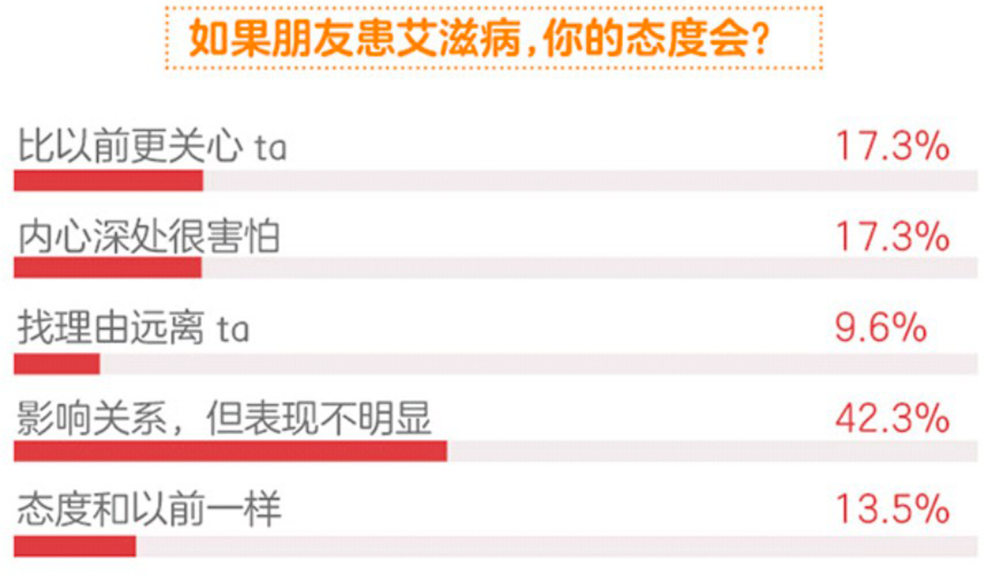 如果朋友患艾滋病,你的态度会?
比以前更关心 ta 17.3%
内心深处很害怕 17.3%
找理由远离 ta 9.6%
影响关系，但表现不明显 42.3%
态度和以前一样 13.5%